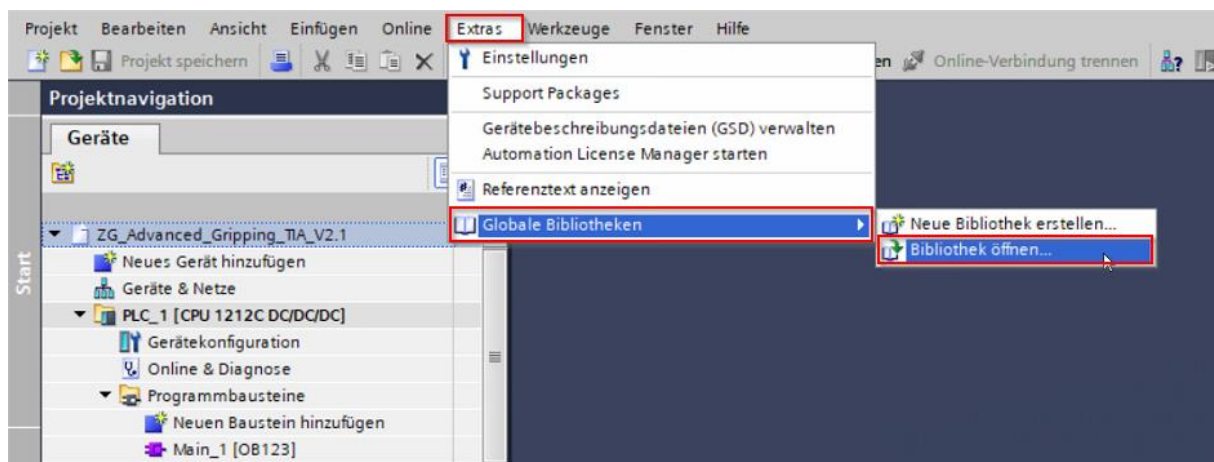 Projekt Bearbeiten Ansicht Einfügen Online Extras Werkzeuge Fenster Hilfe
Projekt speichern
Einstellungen
en Online-Verbindung trennen
Projektnavigation
Support Packages
Geräte
Gerätebeschreibungsdateien (GSD) verwalten
Automation License Manager starten
Referenztext anzeigen
Globale Bibliotheken
Neue Bibliothek erstellen...
Bibliothek öffnen...
ZG_Advanced_Gripping_TIA_V2.1
Neues Gerät hinzufügen
Geräte & Netze
PLC_1 [CPU 1212C DC/DC/DC]
Gerätekonfiguration
Online & Diagnose
Programmbausteine
Neuen Baustein hinzufügen
Main_1 [OB123]
Start